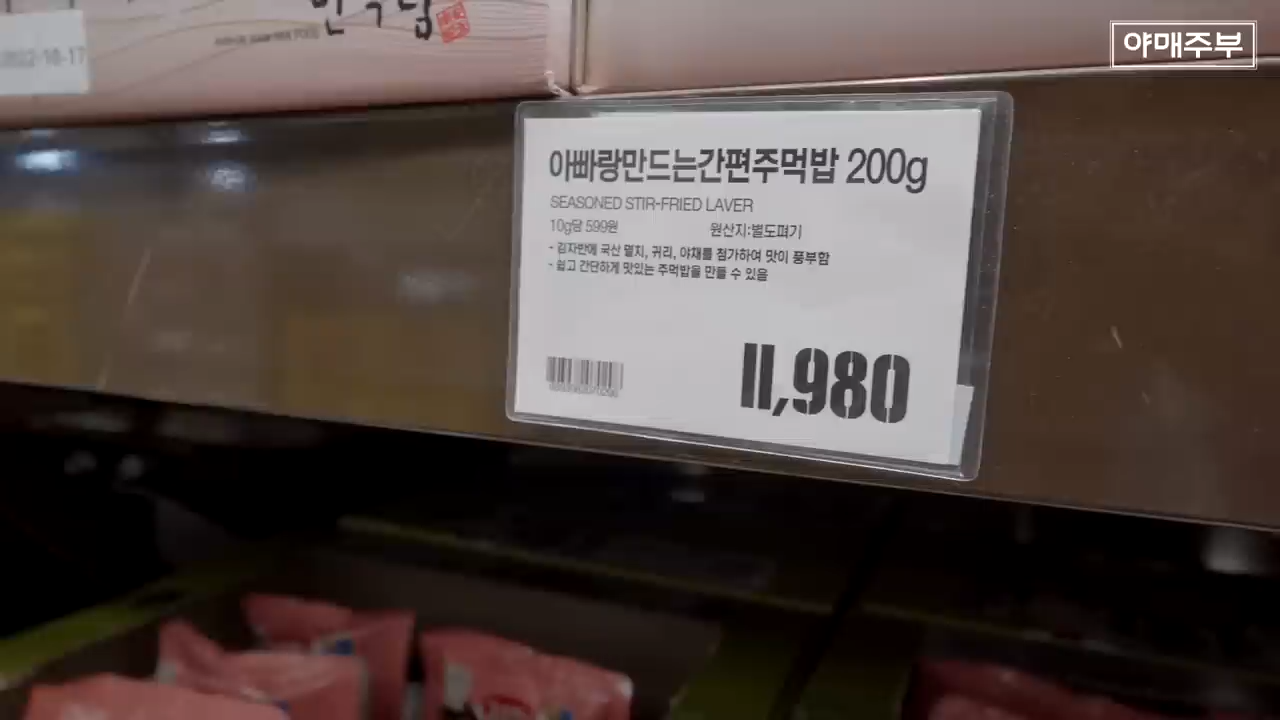 야매주부
2022-10-17
아빠랑만드는간편주먹밥 200g
SEASONED STIR-FRIED LAVER
10g당 599원 원산지:별도표기
- 김자반에 국산 멸치, 귀리, 야채를 첨가하여 맛이 풍부함
- 쉽고 간단하게 맛있는 주먹밥을 만들 수 있음
11,980